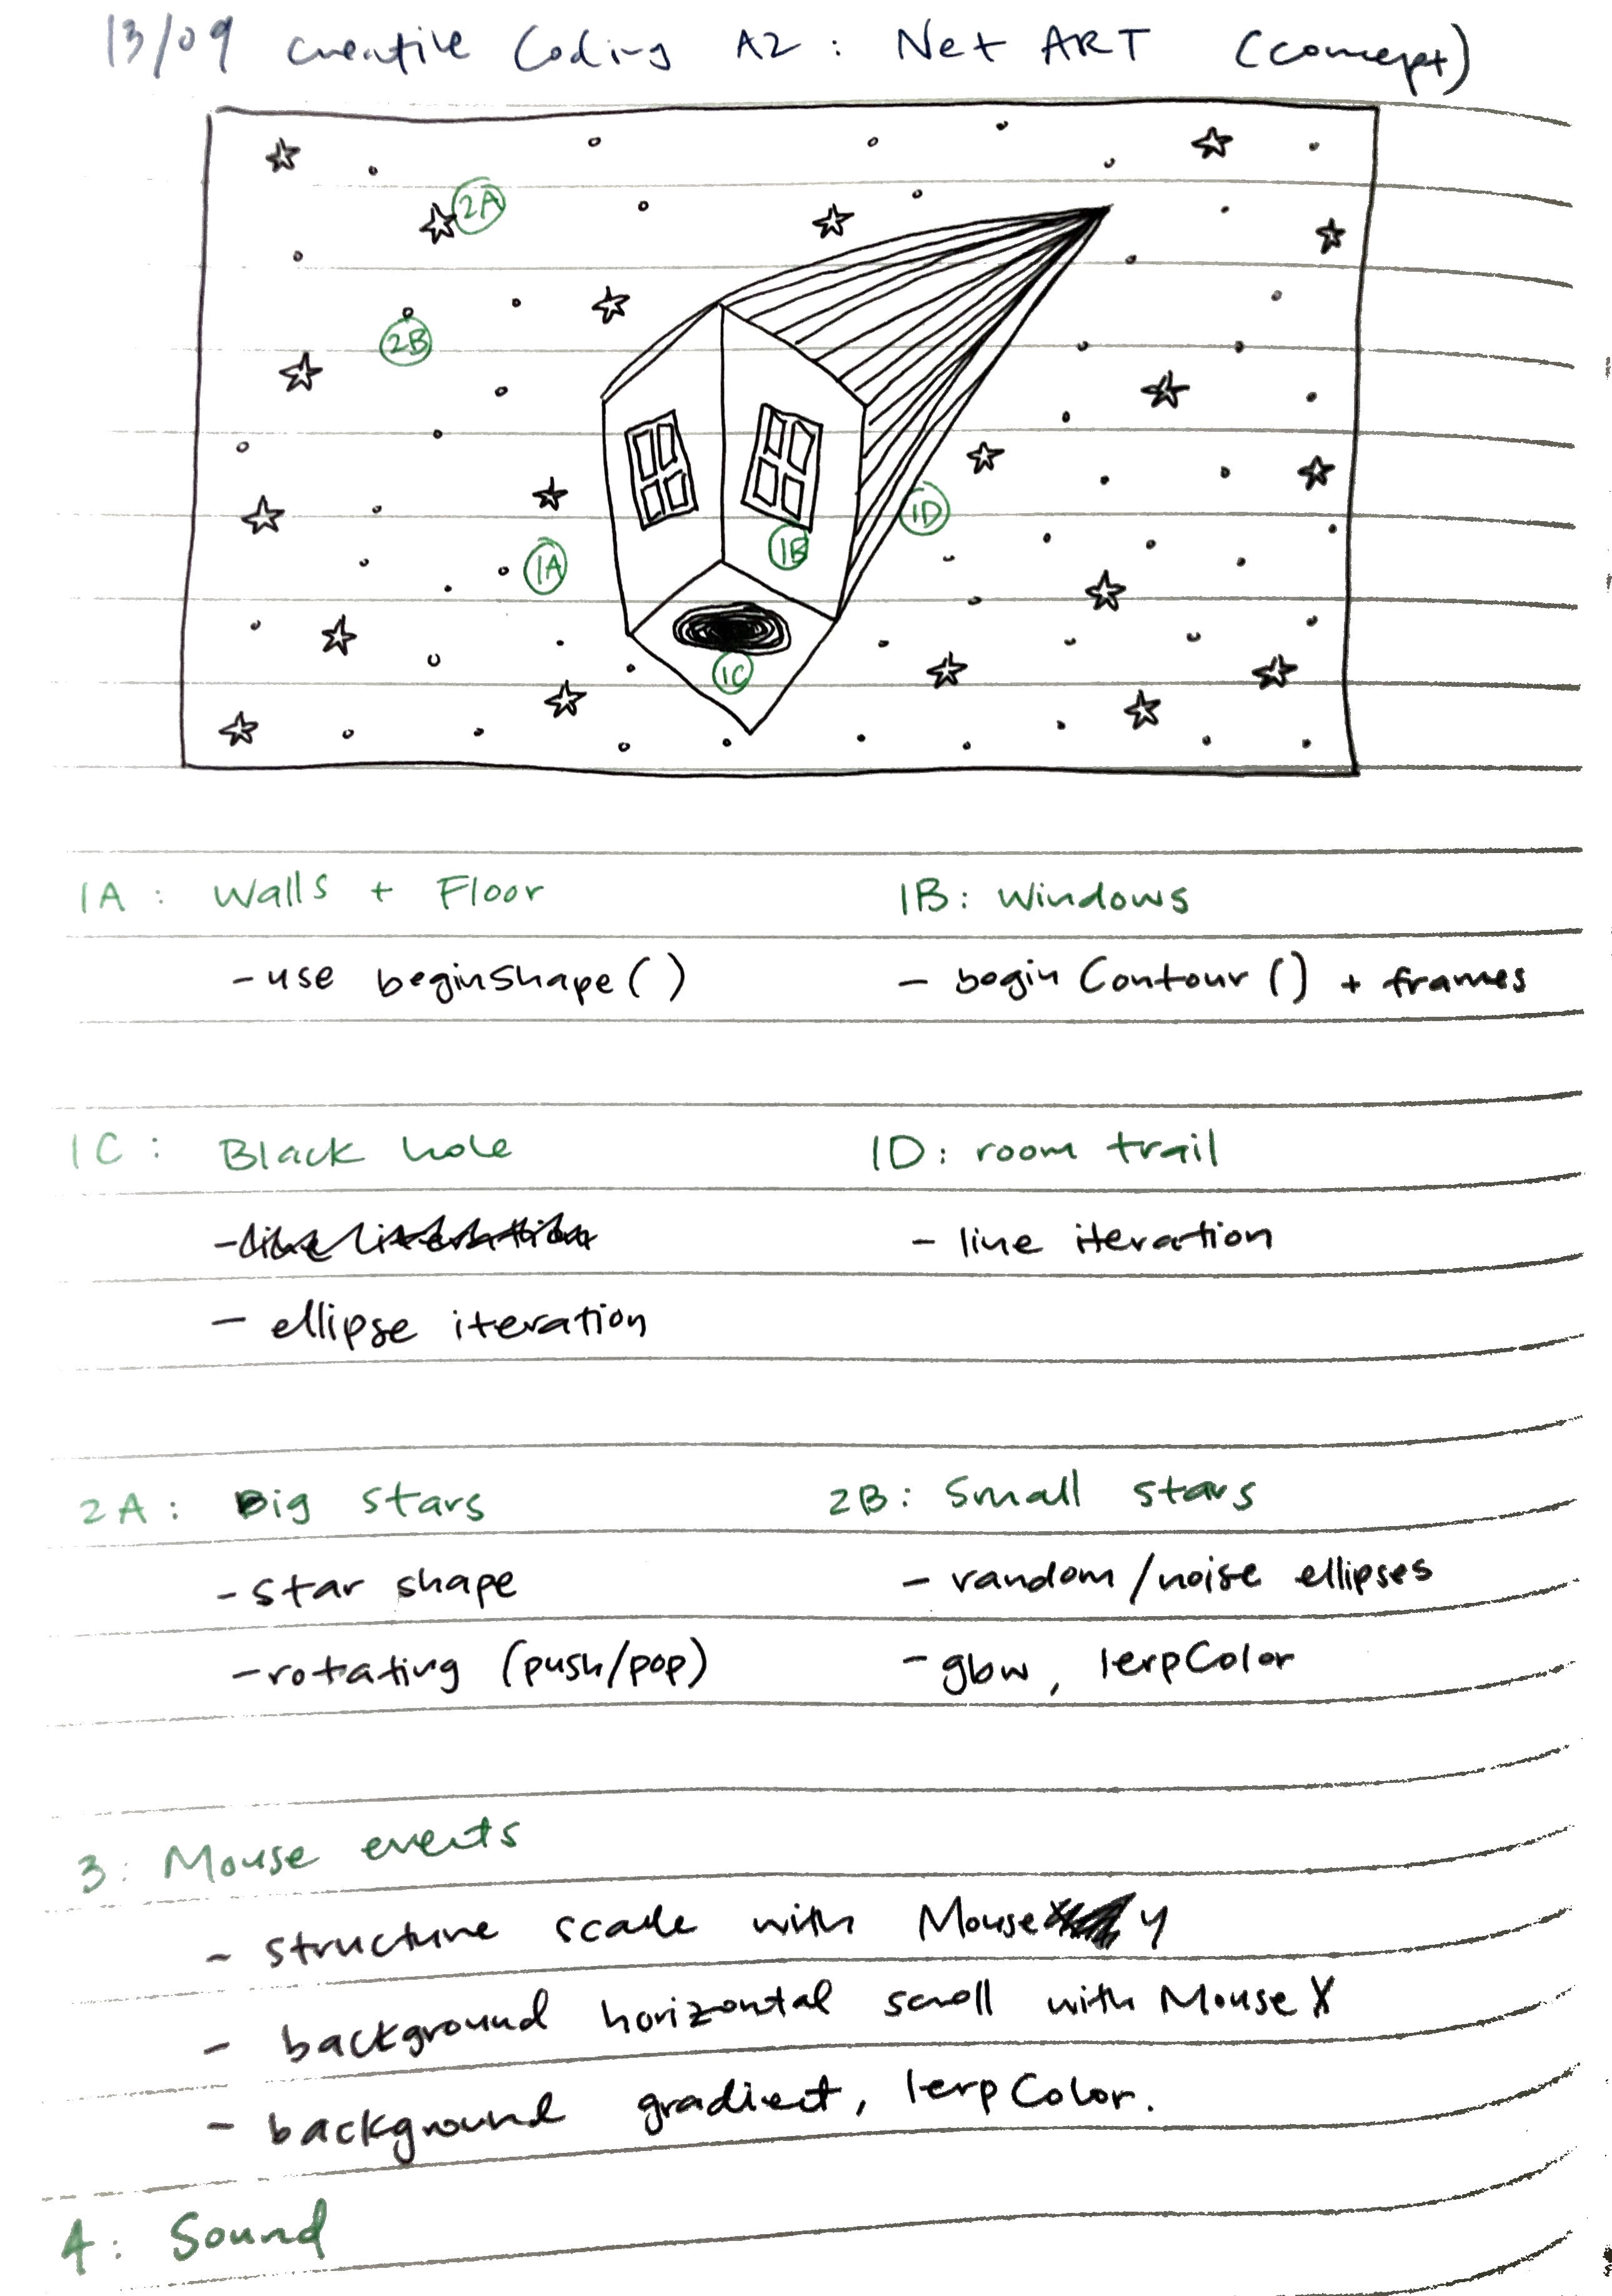 13/09 Creative Coding A2: Net ART (concept)
2A
2B
1D
1B
1A
1C
1A: Walls + Floor
- use beginShape()
1B: Windows
- begin Contour() + frames
1C: Black hole
- ellipse iteration
1D: room trail
- line iteration
2A: Big stars
- star shape
- rotating (push/pop)
2B: Small stars
- random/noise ellipses
- gbw, lerpColor
3: Mouse events
- structure scale with Mouse Y
- background horizontal scroll with Mouse X
- background gradient, lerpColor.
4: Sound